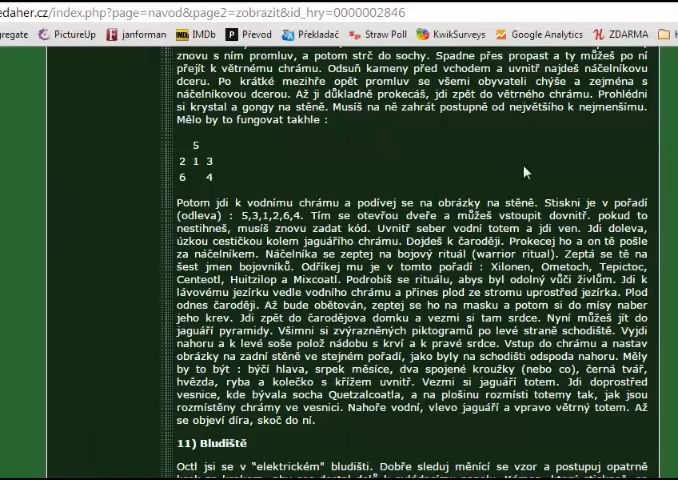 edaher.cz/index.php?page=navod&page2=zobrazit&id_hry=0000002846
gregate PictureUp janforman IMDb Převod Překladač Straw Poll KwikSurveys Google Analytics ZDARMA
znovu s ním promluv, a potom strč do sochy. Spadne přes propast a ty můžeš po ní
přejít k větrnému chrámu. Odsuň kameny před vchodem a uvnitř najdeš náčelníkovu
dceru. Po krátké mezihře opět promluv se všemi obyvateli chýše a zejména s
náčelníkovou dcerou. Až ji důkladně prokecáš, jdi zpět do větrného chrámu. Prohlédni
si krystal a gongy na stěně. Musíš na ně zahrát postupně od největšího k nejmenšímu.
Mělo by to fungovat takhle :
5
2 1 3
6 4
Potom jdi k vodnímu chrámu a podívej se na obrázky na stěně. Stiskni je v pořadí
(odleva) : 5,3,1,2,6,4. Tím se otevřou dveře a můžeš vstoupit dovnitř. pokud to
nestihneš, musíš znovu zadat kód. Uvnitř seber vodní totem a jdi ven. Jdi doleva,
úzkou cestičkou kolem jaguářího chrámu. Dojdeš k čaroději. Prokecej ho a on tě pošle
za náčelníkem. Náčelníka se zeptej na bojový rituál (warrior ritual). Zeptá se tě na
šest jmen bojovníků. Odříkej mu je v tomto pořadí : Xilonen, Ometoch, Tepictoc,
Centeotl, Huitzilop a Mixcoatl. Podrobíš se rituálu, abys byl odolný vůči živlům. Jdi k
lávovému jezírku vedle vodního chrámu a přines plod ze stromu uprostřed jezírka. Plod
odnes čaroději. Až bude obětován, zeptej se ho na masku a potom si do mísy naber
jeho krev. Jdi zpět do čarodějova domku a vezmi si tam srdce. Nyní můžeš jít do
jaguáří pyramidy. Všimni si zvýrazněných piktogramů po levé straně schodiště. Vyjdi
nahoru a k levé soše polož nádobu s krví a k pravé srdce. Vstup do chrámu a nastav
obrázky na zadní stěně ve stejném pořadí, jako byly na schodišti odspoda nahoru. Měly
by to být : býčí hlava, srpek měsíce, dva spojené kroužky (nebo co), černá tvář,
hvězda, ryba a kolečko s křížem uvnitř. Vezmi si jaguáří totem. Jdi doprostřed
vesnice, kde bývala socha Quetzalcoatla, a na plošinu rozmísti totemy tak, jak jsou
rozmístěny chrámy ve vesnici. Nahoře vodní, vlevo jaguáří a vpravo větrný totem. Až
se objeví díra, skoč do ní.
11) Bludiště
Octl jsi se v "elektrickém" bludišti. Dobře sleduj měnící se vzor a postupuj opatrně